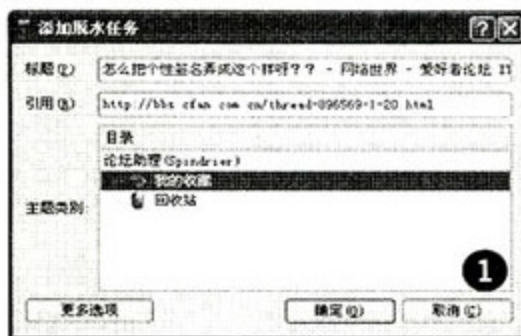 添加脱水任务
标题(E) 怎么把个性签名弄成这个样呀？？ - 网络世界 - 爱好者论坛 IT
引用(R) http://bbs.cfan.com.cn/thread-896569-1-20.html
目录
论坛助理(Spindrier)
我的收藏
回收站
主题类别:
1
更多选项 确定(O) 取消(C)